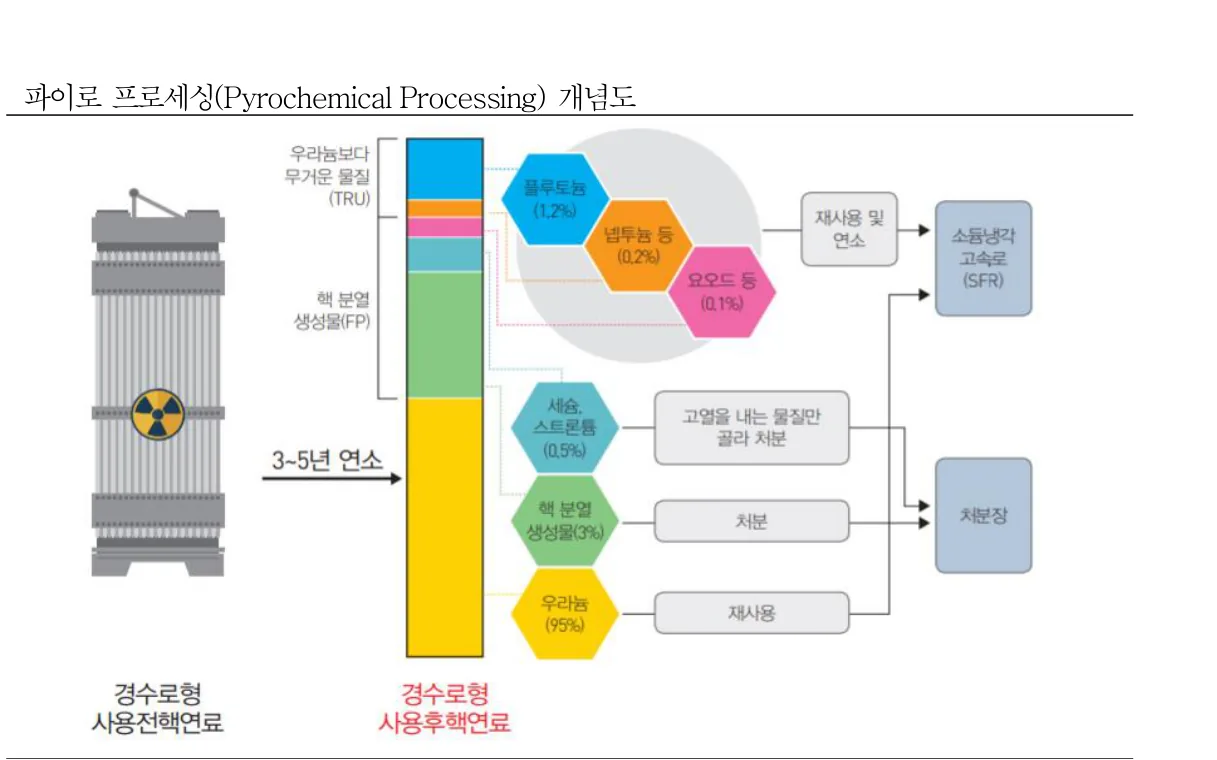 파이로 프로세싱(Pyrochemical Processing) 개념도
우라늄보다
무거운 물질
(TRU)
핵 분열
생성물(FP)
플루토늄
(1.2%)
넵투늄 등
(0.2%)
요오드 등
(0.1%)
재사용 및
연소
소듐냉각
고속로
(SFR)
세슘,
스트론튬
(0.5%)
고열을 내는 물질만
골라 처분
3~5년 연소
핵 분열
생성물(3%)
처분
처분장
우라늄
(95%)
재사용
경수로형
사용전핵연료
경수로형
사용후핵연료